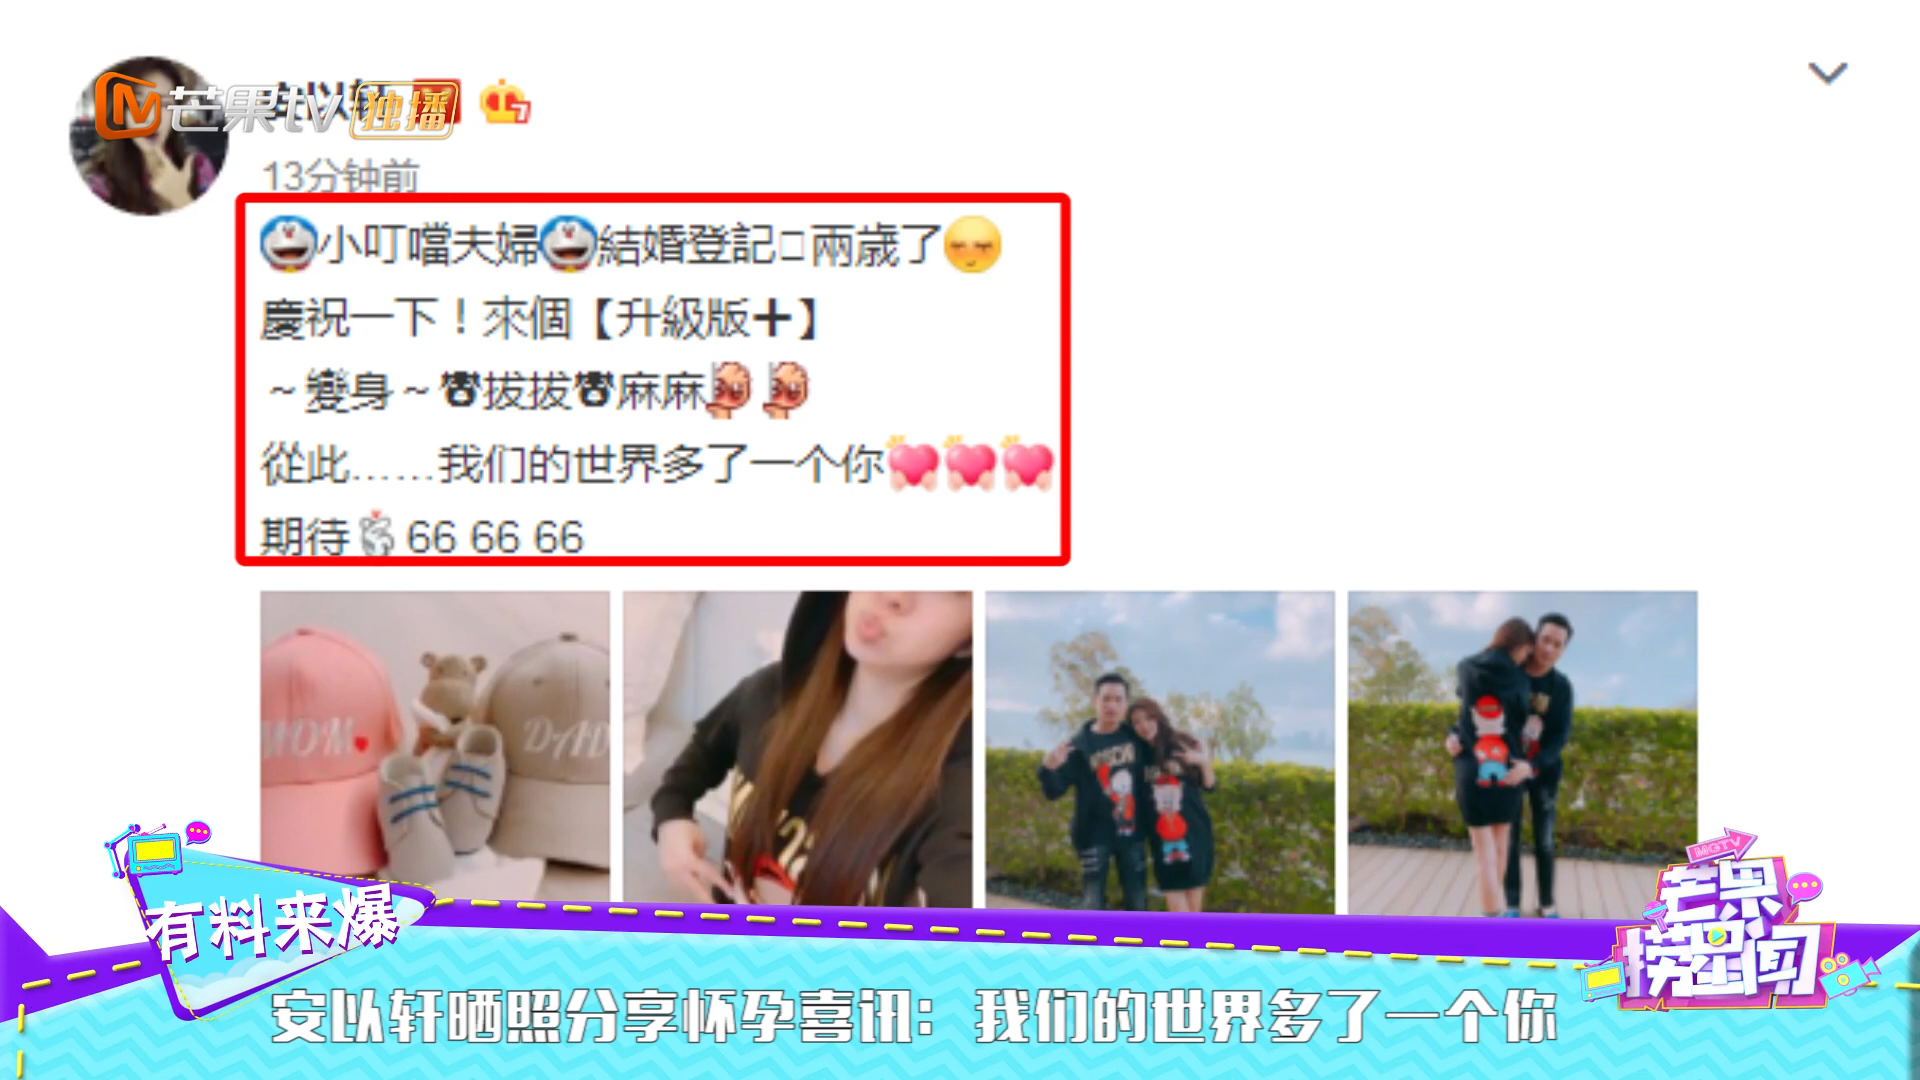 芒果tv 独播
13分钟前
小叮噹夫婦結婚登記□兩歲了
慶祝一下！來個【升級版+】
～變身～拔拔麻麻
從此……我们的世界多了一个你
期待 66 66 66
MOM
DAD
有料来爆
MGTV
芒果捞星闻
安以轩晒照分享怀孕喜讯：我们的世界多了一个你